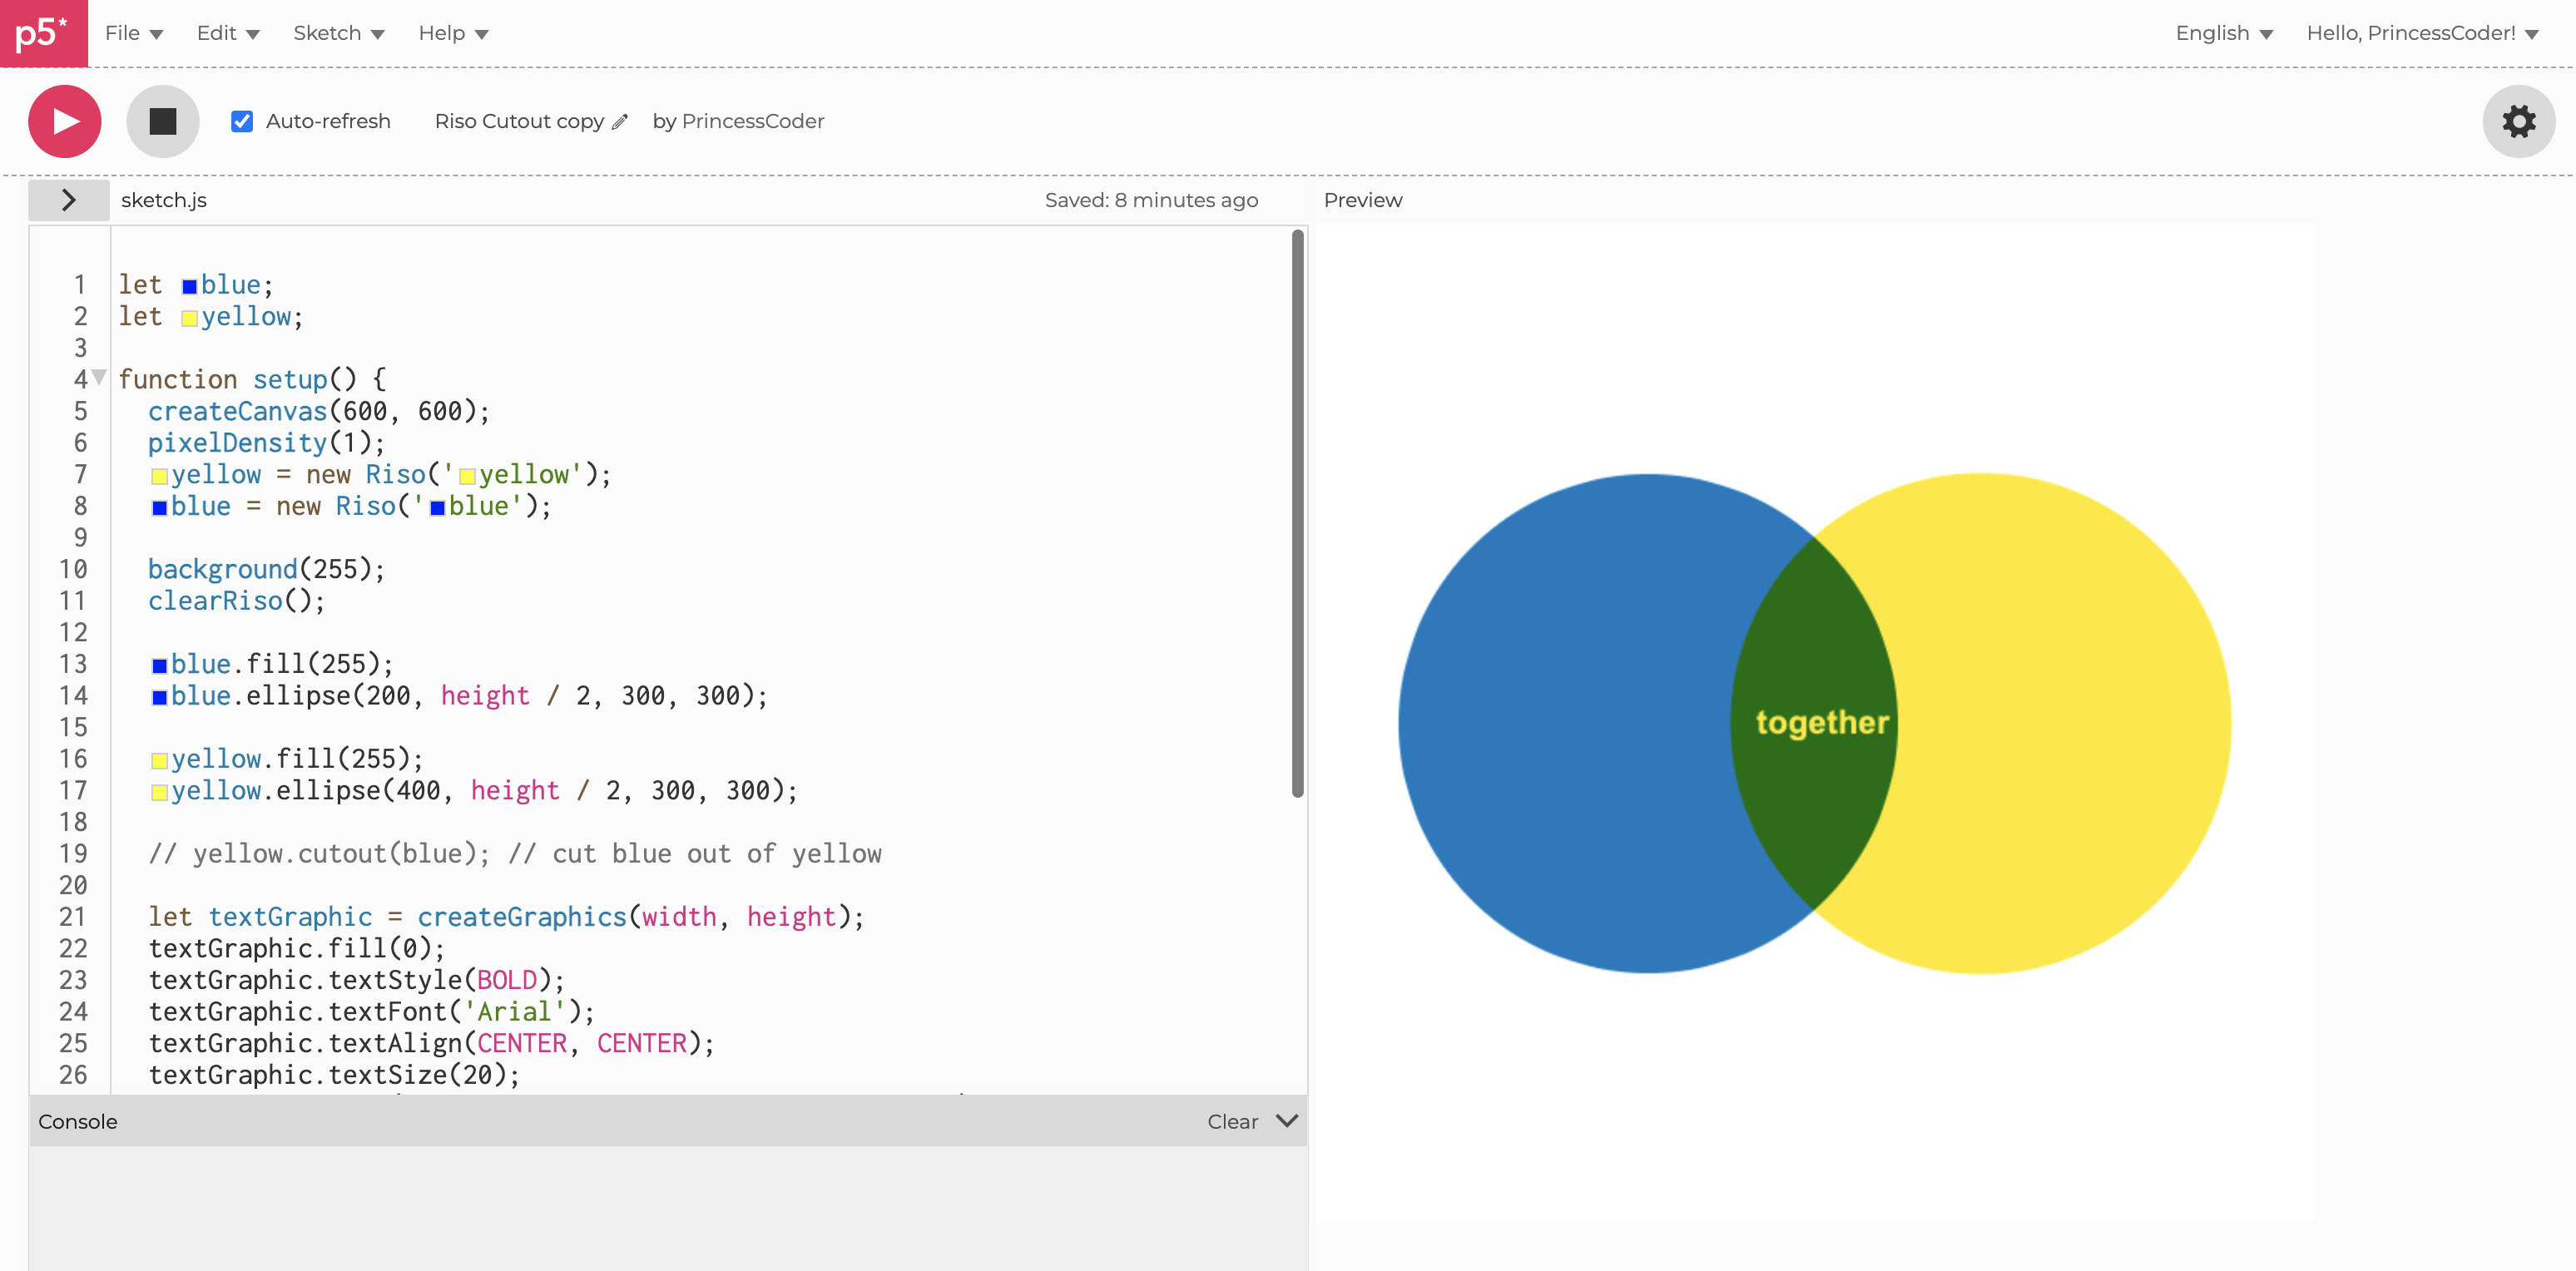 p5* File Edit Sketch Help English Hello, PrincessCoder!
Auto-refresh Riso Cutout copy by PrincessCoder
sketch.js Saved: 8 minutes ago Preview
1 let blue;
2 let yellow;
3
4 function setup() {
5 createCanvas(600, 600);
6 pixelDensity(1);
7 yellow = new Riso('yellow');
8 blue = new Riso('blue');
9
10 background(255);
11 clearRiso();
12
13 blue.fill(255);
14 blue.ellipse(200, height / 2, 300, 300);
15
16 yellow.fill(255);
17 yellow.ellipse(400, height / 2, 300, 300);
18
19 // yellow.cutout(blue); // cut blue out of yellow
20
21 let textGraphic = createGraphics(width, height);
22 textGraphic.fill(0);
23 textGraphic.textStyle(BOLD);
24 textGraphic.textFont('Arial');
25 textGraphic.textAlign(CENTER, CENTER);
26 textGraphic.textSize(20);
Console Clear
together